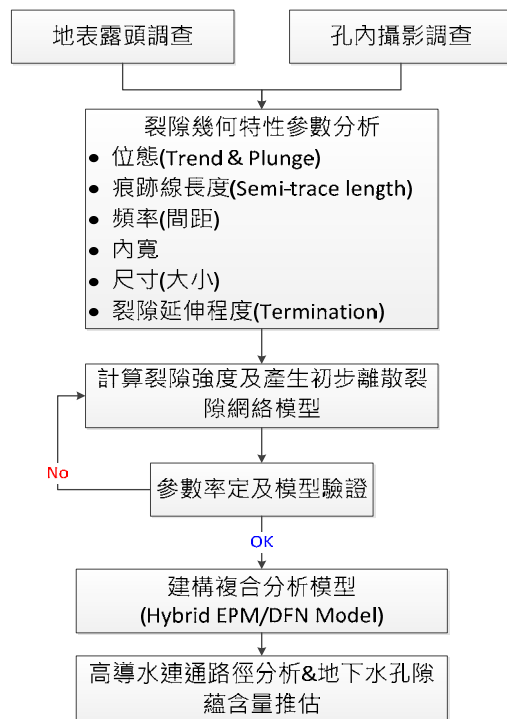 地表露頭調查
孔內攝影調查
裂隙幾何特性參數分析
● 位態(Trend & Plunge)
● 痕跡線長度(Semi-trace length)
● 頻率(間距)
● 內寬
● 尺寸(大小)
● 裂隙延伸程度(Termination)
計算裂隙強度及產生初步離散裂
隙網絡模型
No
參數率定及模型驗證
OK
建構複合分析模型
(Hybrid EPM/DFN Model)
高導水連通路徑分析&地下水孔隙
蘊含量推估